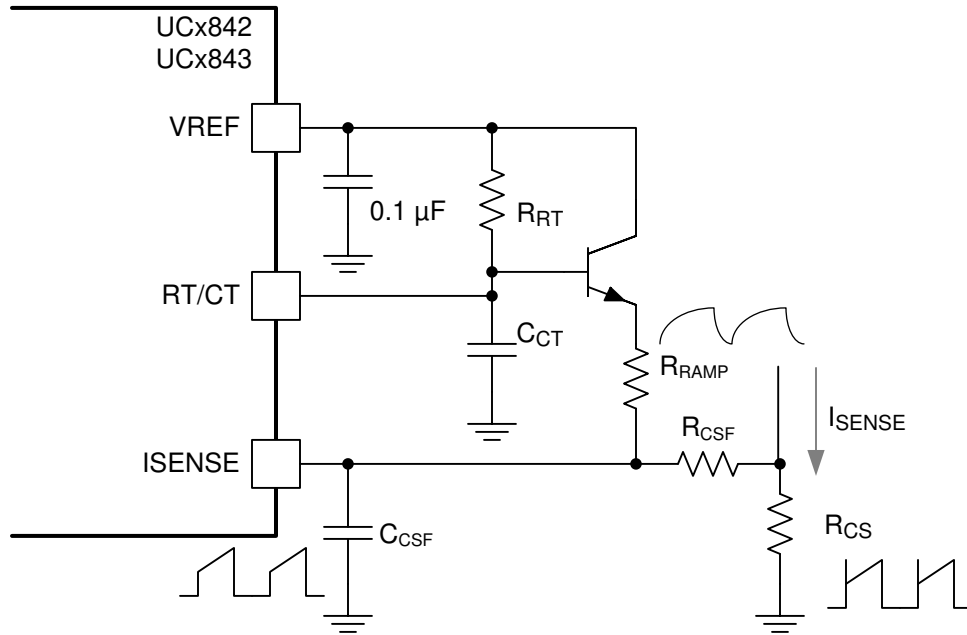 UCx842
UCx843
VREF
0.1 µF
RRT
RT/CT
CCT
RRAMP
ISENSE
RCSF
ISENSE
CCSF
RCS